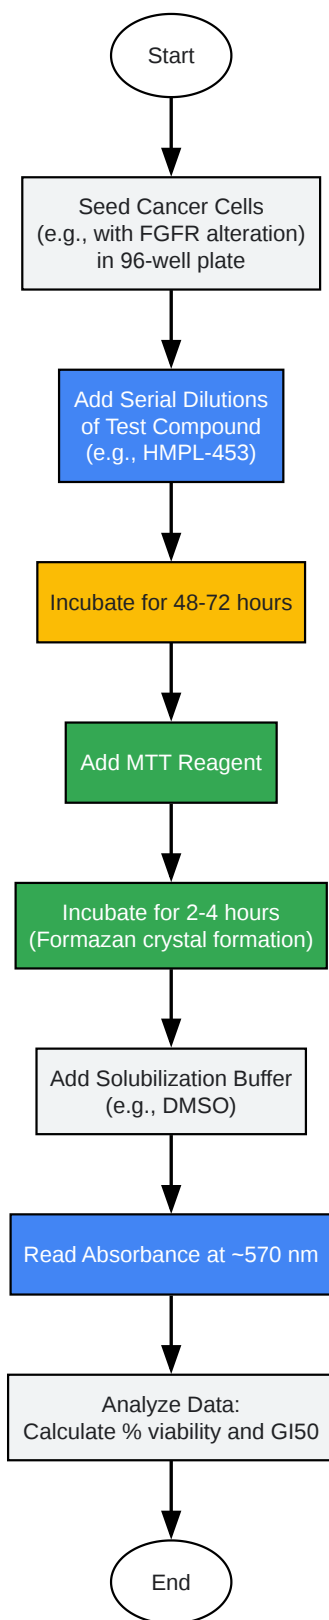 Start
Seed Cancer Cells
(e.g., with FGFR alteration)
in 96-well plate
Add Serial Dilutions
of Test Compound
(e.g., HMPL-453)
Incubate for 48-72 hours
Add MTT Reagent
Incubate for 2-4 hours
(Formazan crystal formation)
Add Solubilization Buffer
(e.g., DMSO)
Read Absorbance at ~570 nm
Analyze Data:
Calculate % viability and GI50
End